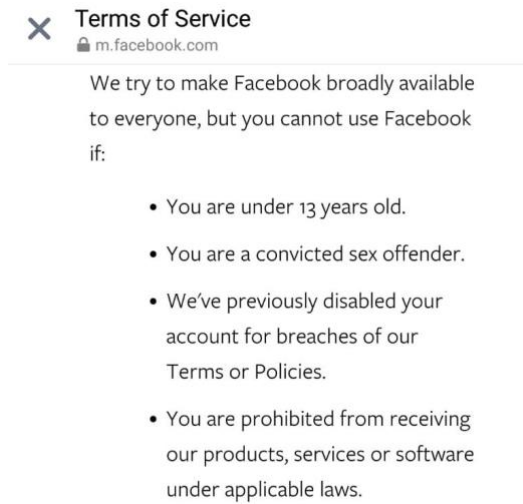 Terms of Service
m.facebook.com
We try to make Facebook broadly available
to everyone, but you cannot use Facebook
if:
• You are under 13 years old.
• You are a convicted sex offender.
• We've previously disabled your
account for breaches of our
Terms or Policies.
• You are prohibited from receiving
our products, services or software
under applicable laws.